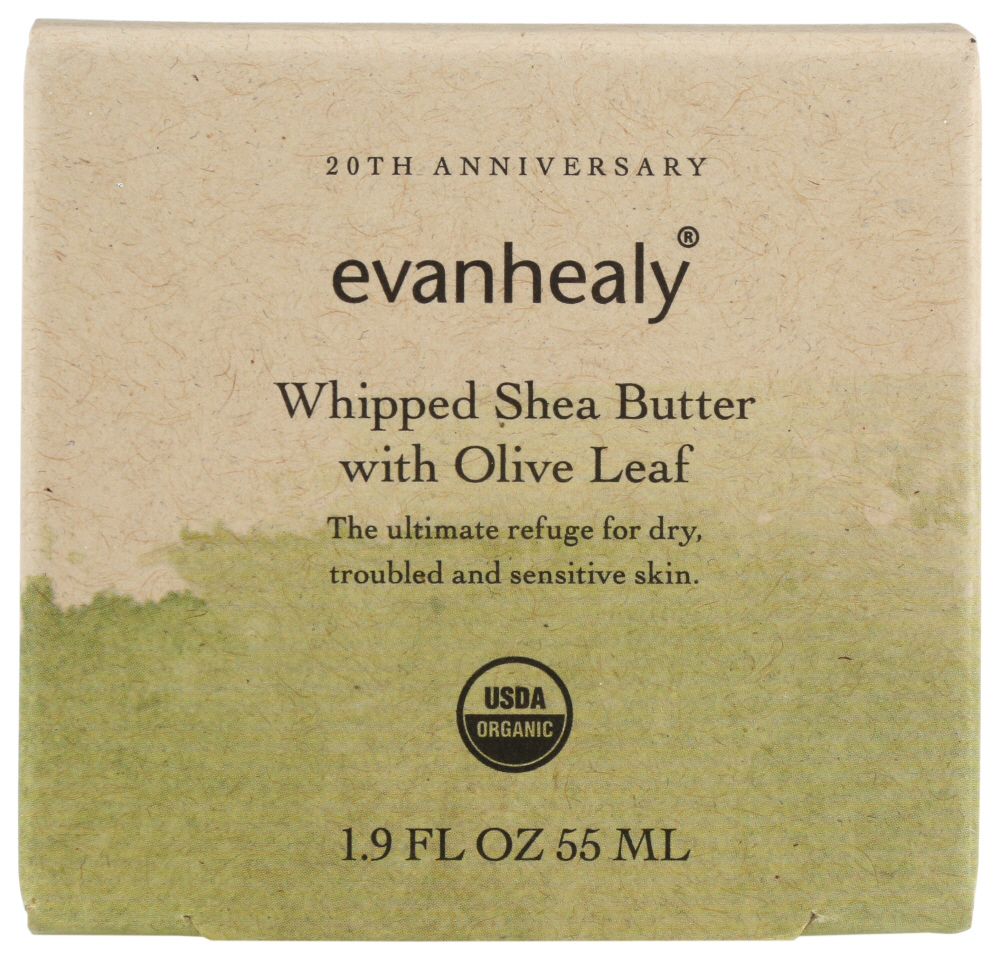 20TH ANNIVERSARY
evanhealy®
Whipped Shea Butter
with Olive Leaf
The ultimate refuge for dry,
troubled and sensitive skin.
USDA
ORGANIC
1.9 FL OZ 55 ML